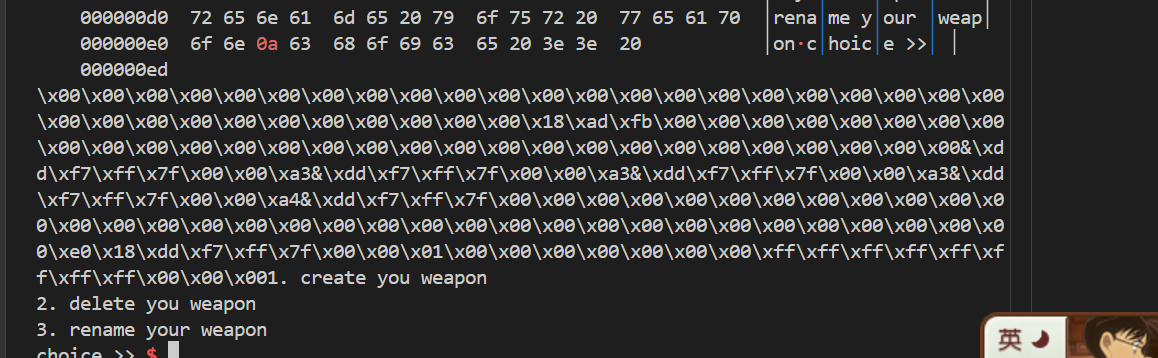 000000d0  72 65 6e 61  6d 65 20 79  6f 75 72 20  77 65 61 70  │rena│me y│our │weap│
000000e0  6f 6e 0a 63  68 6f 69 63  65 20 3e 3e  20           │on·c│hoic│e >>│ │
000000ed
\x00\x00\x00\x00\x00\x00\x00\x00\x00\x00\x00\x00\x00\x00\x00\x00\x00\x00\x00\x00\x00\x00
\x00\x00\x00\x00\x00\x00\x00\x00\x00\x00\x00\x18\xad\xfb\x00\x00\x00\x00\x00\x00\x00\x00
\x00\x00\x00\x00\x00\x00\x00\x00\x00\x00\x00\x00\x00\x00\x00\x00\x00\x00\x00\x00\x00&\xd
d\xf7\xff\x7f\x00\x00\xa3&\xdd\xf7\xff\x7f\x00\x00\xa3&\xdd\xf7\xff\x7f\x00\x00\xa3&\xdd
\xf7\xff\x7f\x00\x00\xa4&\xdd\xf7\xff\x7f\x00\x00\x00\x00\x00\x00\x00\x00\x00\x00\x00\x0
0\x00\x00\x00\x00\x00\x00\x00\x00\x00\x00\x00\x00\x00\x00\x00\x00\x00\x00\x00\x00\x00\x0
0\xe0\x18\xdd\xf7\xff\x7f\x00\x00\x01\x00\x00\x00\x00\x00\x00\x00\xff\xff\xff\xff\xff\xf
f\xff\xff\x00\x00\x001. create you weapon
2. delete you weapon
3. rename your weapon
choice >> $
英